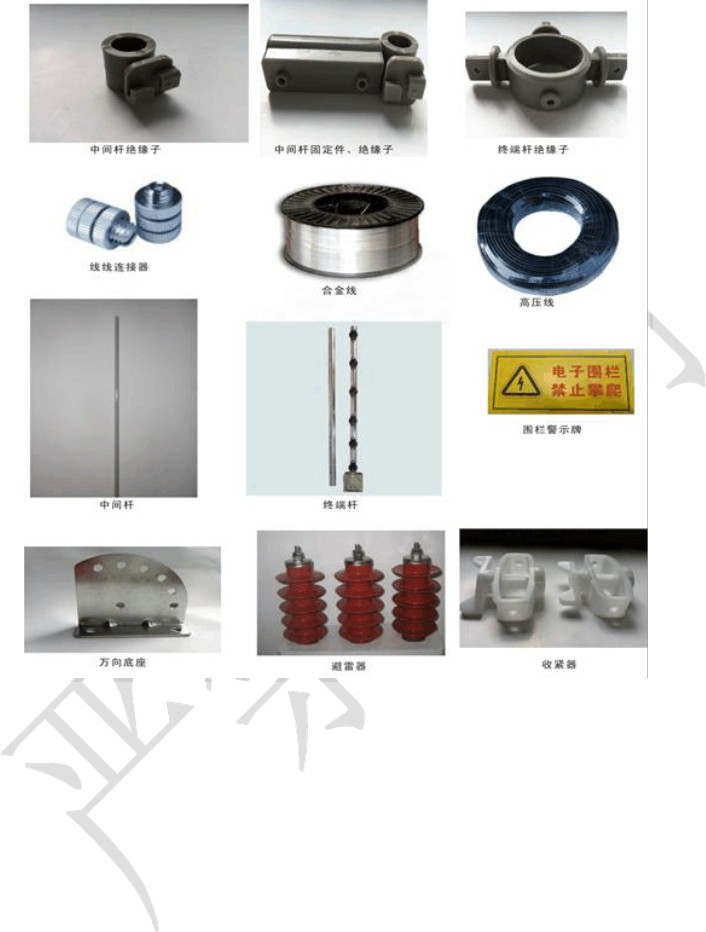 中间杆绝缘子
中间杆固定件、绝缘子
终端杆绝缘子
线线连接器
合金线
高压线
电子围栏
禁止攀爬
围栏警示牌
中间杆
终端杆
万向底座
避雷器
收紧器